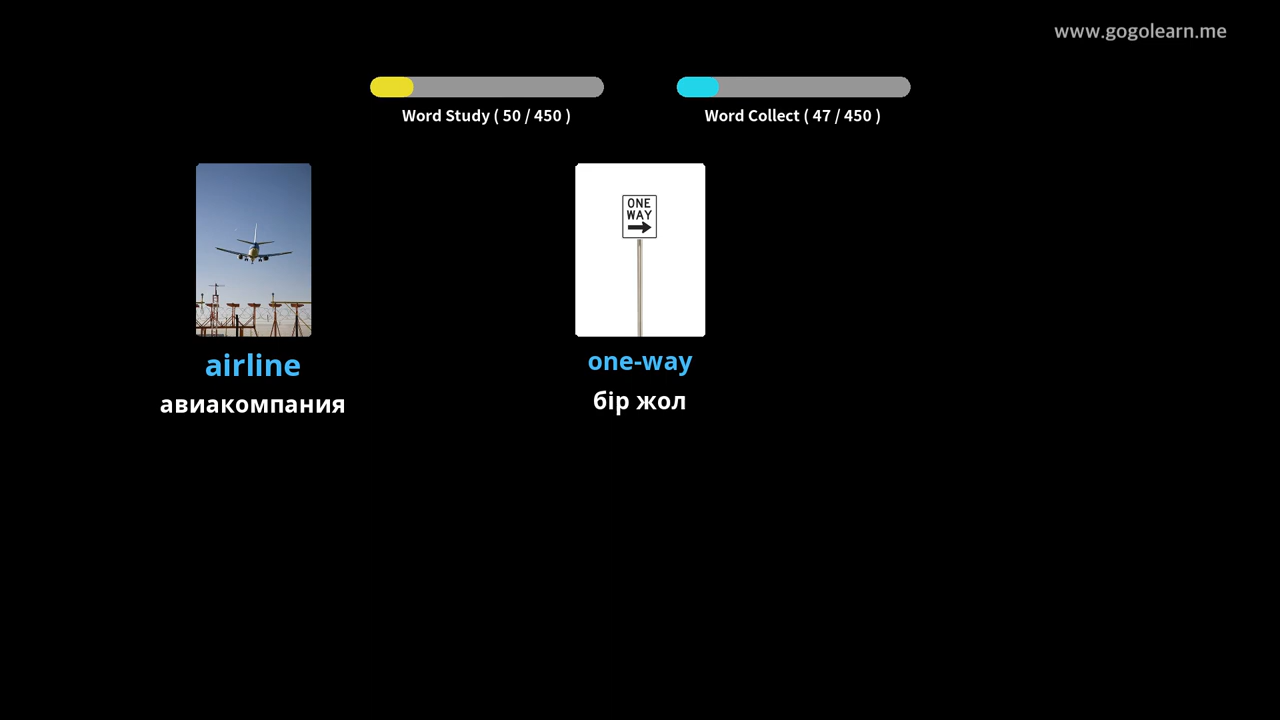 www.gogolearn.me
Word Study ( 50 / 450 )
Word Collect ( 47 / 450 )
ONE
WAY
airline
авиакомпания
one-way
бір жол